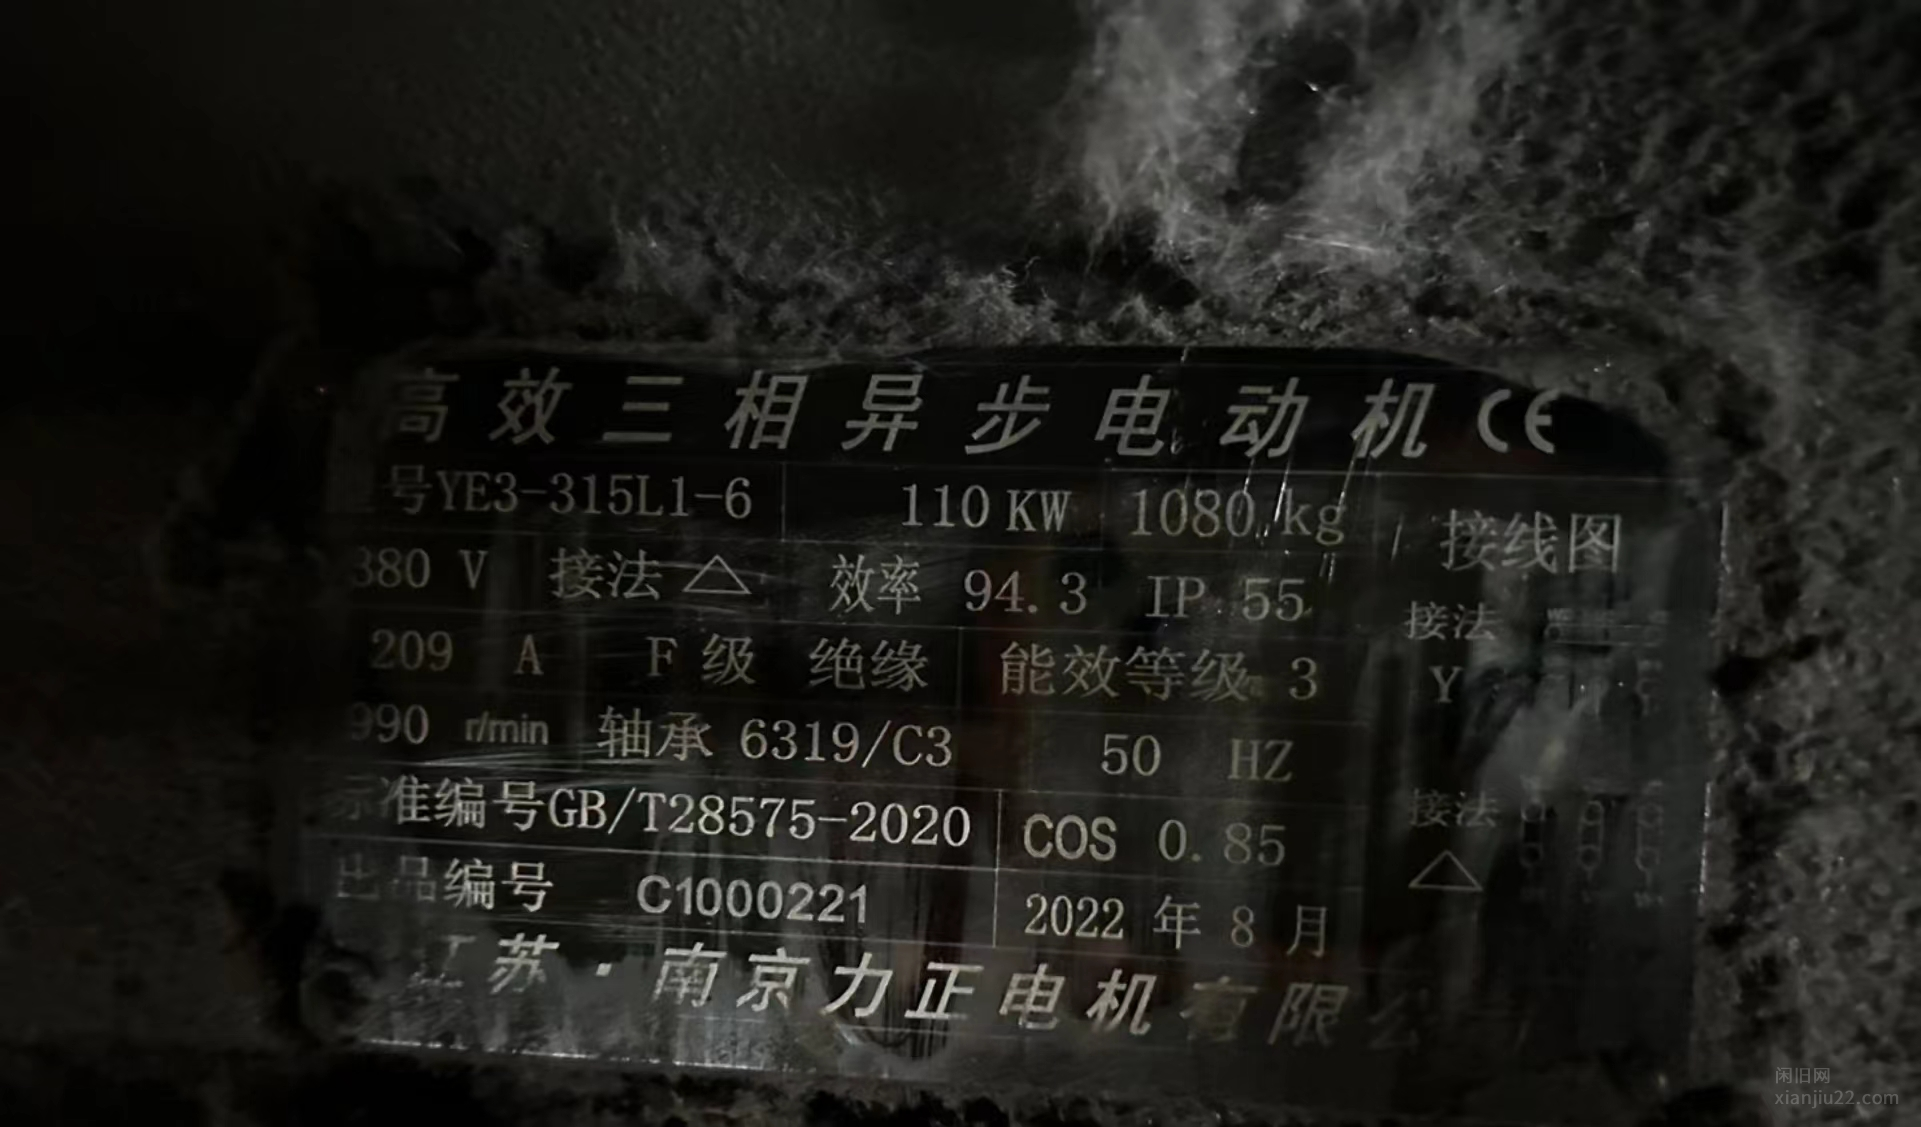 高效三相异步电动机 CE
号YE3-315L1-6 110 KW 1080 kg 接线图
380 V 接法 △ 效率 94.3 IP 55 接法
209 A F 级 绝缘 能效等级 3 Y
990 r/min 轴承 6319/C3 50 HZ
标准编号GB/T28575-2020 COS 0.85 接法
出品编号 C1000221 2022 年 8 月 △
江苏·南京力正电机有限公司
闲旧网
xianjiu22.com